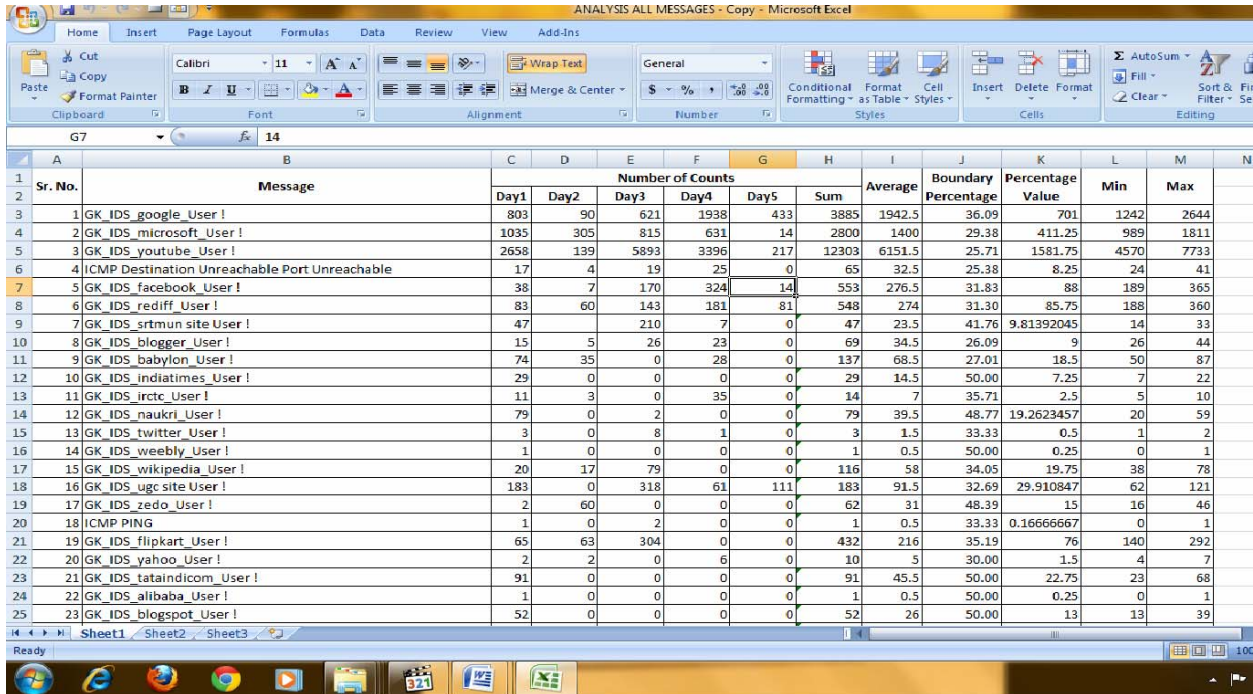 ANALYSIS ALL MESSAGES - Copy - Microsoft Excel
Home Insert Page Layout Formulas Data Review View Add-Ins
Paste
Cut
Copy
Format Painter
Clipboard
Calibri 11 A A
B I U A
Font
Wrap Text
Merge & Center
Alignment
General
$ % , .0 .00 .00 .0
Number
Conditional Formatting
Format as Table
Cell Styles
Styles
Insert Delete Format
Cells
Σ AutoSum
Fill
Clear
Sort & Filter
Editing
G7 fx 14
A B C D E F G H I J K L M N
1 Sr. No. Message Number of Counts Average Boundary Percentage Percentage Value Min Max
2 Day1 Day2 Day3 Day4 Day5 Sum
3 1 GK_IDS_google_User ! 803 90 621 1938 433 3885 1942.5 36.09 701 1242 2644
4 2 GK_IDS_microsoft_User ! 1035 305 815 631 14 2800 1400 29.38 411.25 989 1811
5 3 GK_IDS_youtube_User ! 2658 139 5893 3396 217 12303 6151.5 25.71 1581.75 4570 7733
6 4 ICMP Destination Unreachable Port Unreachable 17 4 19 25 0 65 32.5 25.38 8.25 24 41
7 5 GK_IDS_facebook_User ! 38 7 170 324 14 553 276.5 31.83 88 189 365
8 6 GK_IDS_rediff_User ! 83 60 143 181 81 548 274 31.30 85.75 188 360
9 7 GK_IDS_srtmun site User ! 47 210 7 0 47 23.5 41.76 9.81392045 14 33
10 8 GK_IDS_blogger_User ! 15 5 26 23 0 69 34.5 26.09 9 26 44
11 9 GK_IDS_babylon_User ! 74 35 0 28 0 137 68.5 27.01 18.5 50 87
12 10 GK_IDS_indiatimes_User ! 29 0 0 0 0 29 14.5 50.00 7.25 7 22
13 11 GK_IDS_irctc_User ! 11 3 0 35 0 14 7 35.71 2.5 5 10
14 12 GK_IDS_naukri_User ! 79 0 2 0 0 79 39.5 48.77 19.2623457 20 59
15 13 GK_IDS_twitter_User ! 3 0 8 1 0 3 1.5 33.33 0.5 1 2
16 14 GK_IDS_weebly_User ! 1 0 0 0 0 1 0.5 50.00 0.25 0 1
17 15 GK_IDS_wikipedia_User ! 20 17 79 0 0 116 58 34.05 19.75 38 78
18 16 GK_IDS_ugc site User ! 183 0 318 61 111 183 91.5 32.69 29.910847 62 121
19 17 GK_IDS_zedo_User ! 2 60 0 0 0 62 31 48.39 15 16 46
20 18 ICMP PING 1 0 2 0 0 1 0.5 33.33 0.16666667 0 1
21 19 GK_IDS_flipkart_User ! 65 63 304 0 0 432 216 35.19 76 140 292
22 20 GK_IDS_yahoo_User ! 2 2 0 6 0 10 5 30.00 1.5 4 7
23 21 GK_IDS_tataindicom_User ! 91 0 0 0 0 91 45.5 50.00 22.75 23 68
24 22 GK_IDS_alibaba_User ! 1 0 0 0 0 1 0.5 50.00 0.25 0 1
25 23 GK_IDS_blogspot_User ! 52 0 0 0 0 52 26 50.00 13 13 39
Sheet1 Sheet2 Sheet3
Ready 100
321